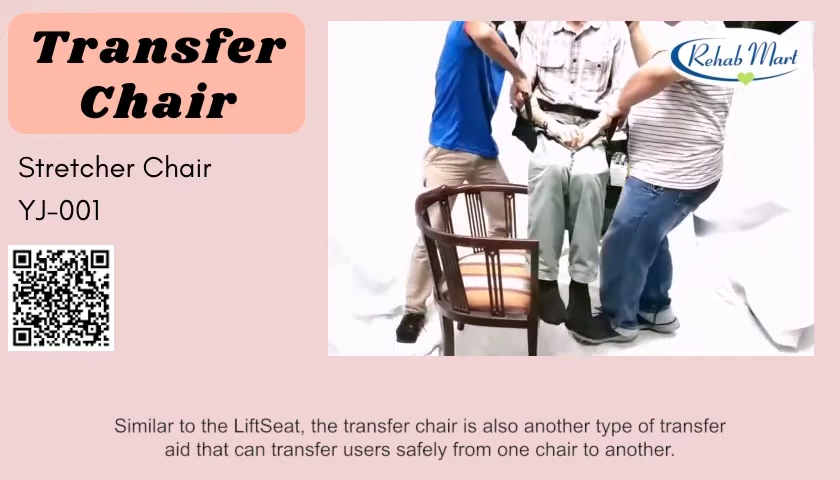 Transfer
Chair
Stretcher Chair
YJ-001
Rehab Mart
Similar to the LiftSeat, the transfer chair is also another type of transfer
aid that can transfer users safely from one chair to another.